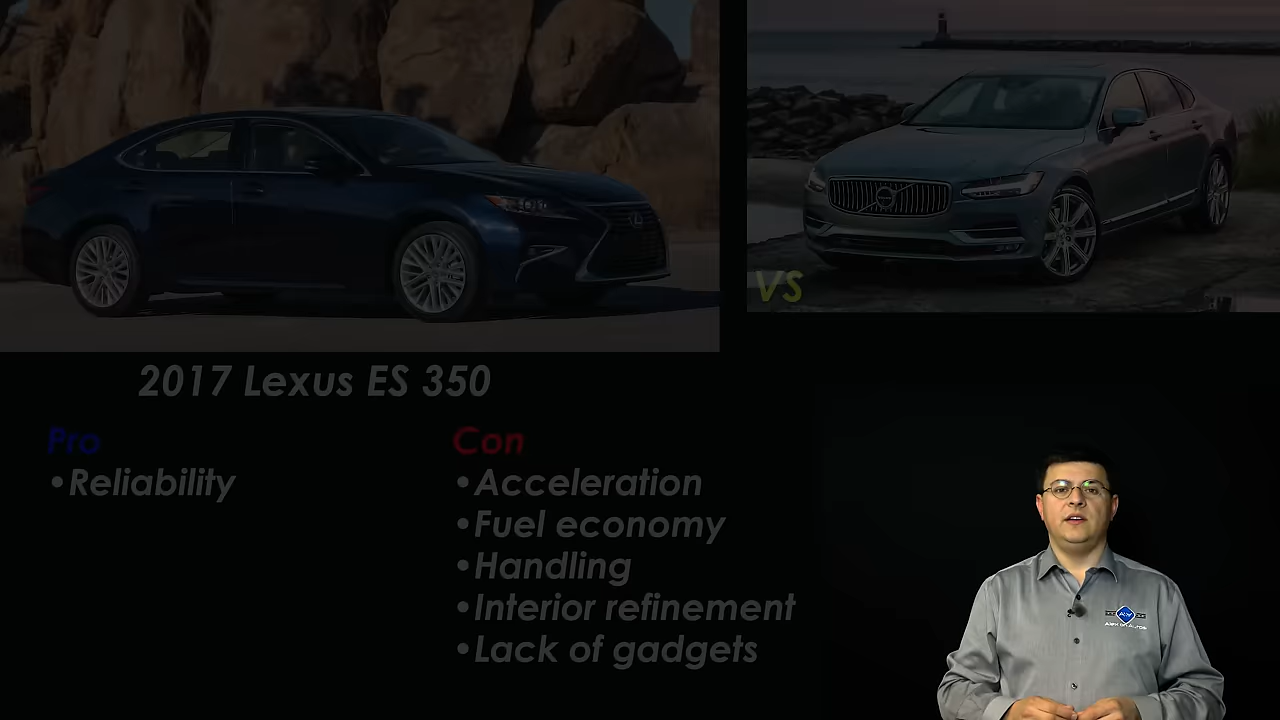 VS
2017 Lexus ES 350
Pro
•Reliability
Con
•Acceleration
•Fuel economy
•Handling
•Interior refinement
•Lack of gadgets